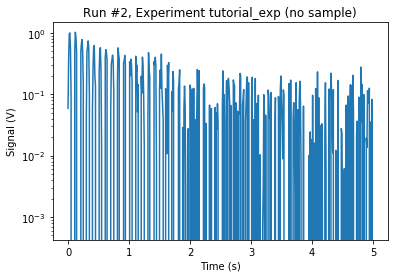 Run #2, Experiment tutorial_exp (no sample)
10⁰
10⁻¹
10⁻²
10⁻³
Signal (V)
0 1 2 3 4 5
Time (s)